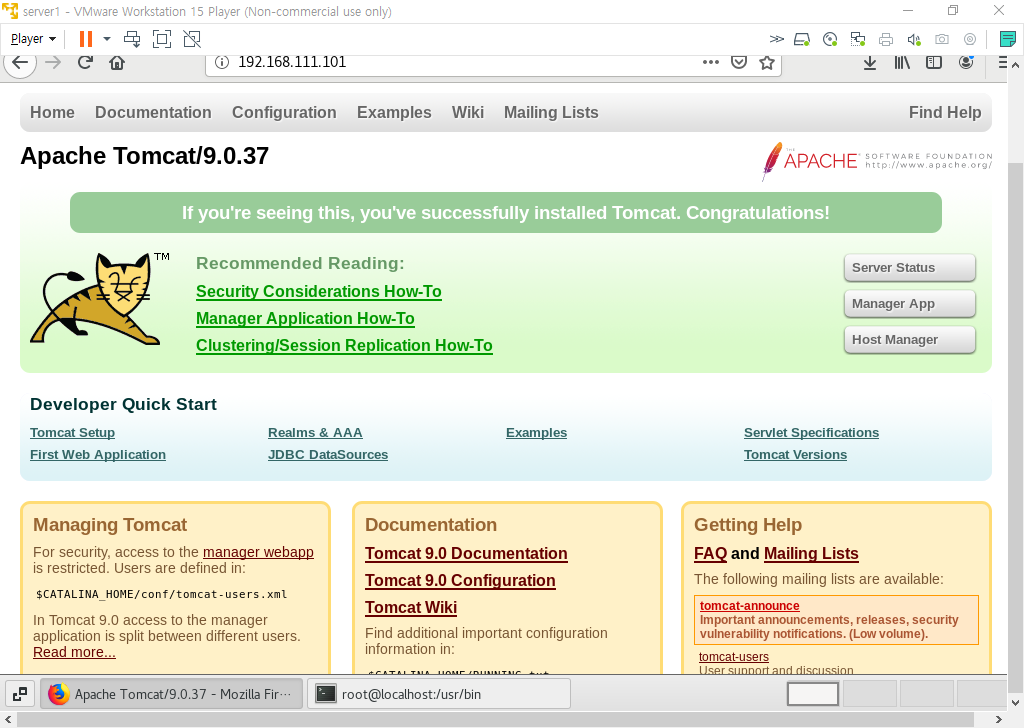 server1 - VMware Workstation 15 Player (Non-commercial use only)
Player
192.168.111.101
Home Documentation Configuration Examples Wiki Mailing Lists Find Help
Apache Tomcat/9.0.37
THE APACHE SOFTWARE FOUNDATION
http://www.apache.org/
If you're seeing this, you've successfully installed Tomcat. Congratulations!
TM
Recommended Reading:
Security Considerations How-To
Manager Application How-To
Clustering/Session Replication How-To
Server Status
Manager App
Host Manager
Developer Quick Start
Tomcat Setup Realms & AAA Examples Servlet Specifications
First Web Application JDBC DataSources Tomcat Versions
Managing Tomcat
For security, access to the manager webapp
is restricted. Users are defined in:
$CATALINA_HOME/conf/tomcat-users.xml
In Tomcat 9.0 access to the manager
application is split between different users.
Read more...
Documentation
Tomcat 9.0 Documentation
Tomcat 9.0 Configuration
Tomcat Wiki
Find additional important configuration
information in:
$CATALINA_HOME/RUNNING.txt
Getting Help
FAQ and Mailing Lists
The following mailing lists are available:
tomcat-announce
Important announcements, releases, security
vulnerability notifications. (Low volume).
tomcat-users
User support and discussion
Apache Tomcat/9.0.37 - Mozilla Fir···
root@localhost:/usr/bin